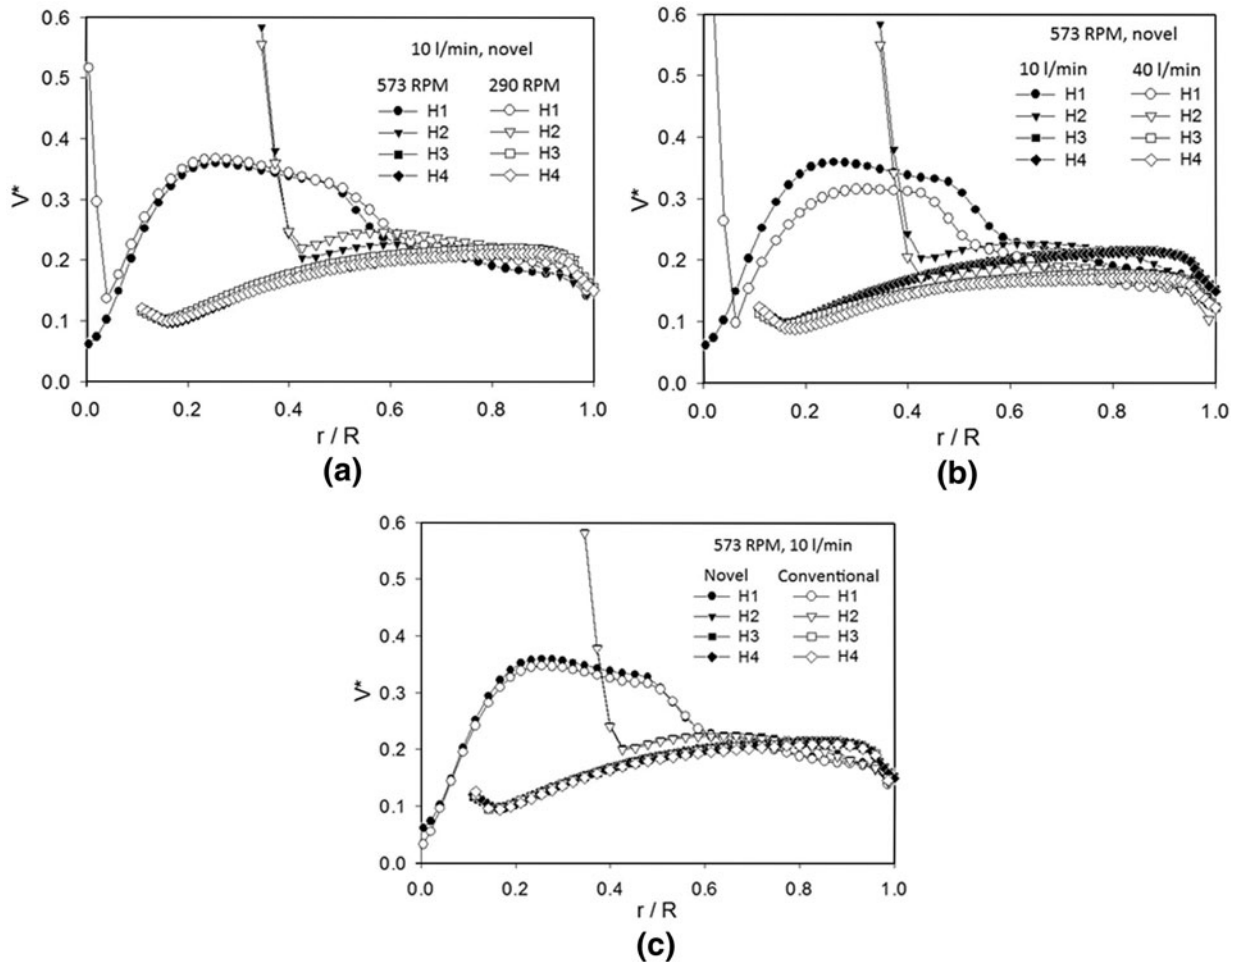 0.6
0.5
0.4
0.3
0.2
0.1
0.0
V*
10 l/min, novel
573 RPM 290 RPM
H1 H1
H2 H2
H3 H3
H4 H4
0.0 0.2 0.4 0.6 0.8 1.0
r / R
(a)
0.6
0.5
0.4
0.3
0.2
0.1
0.0
V*
573 RPM, novel
10 l/min 40 l/min
H1 H1
H2 H2
H3 H3
H4 H4
0.0 0.2 0.4 0.6 0.8 1.0
r / R
(b)
0.6
0.5
0.4
0.3
0.2
0.1
0.0
V*
573 RPM, 10 l/min
Novel Conventional
H1 H1
H2 H2
H3 H3
H4 H4
0.0 0.2 0.4 0.6 0.8 1.0
r / R
(c)